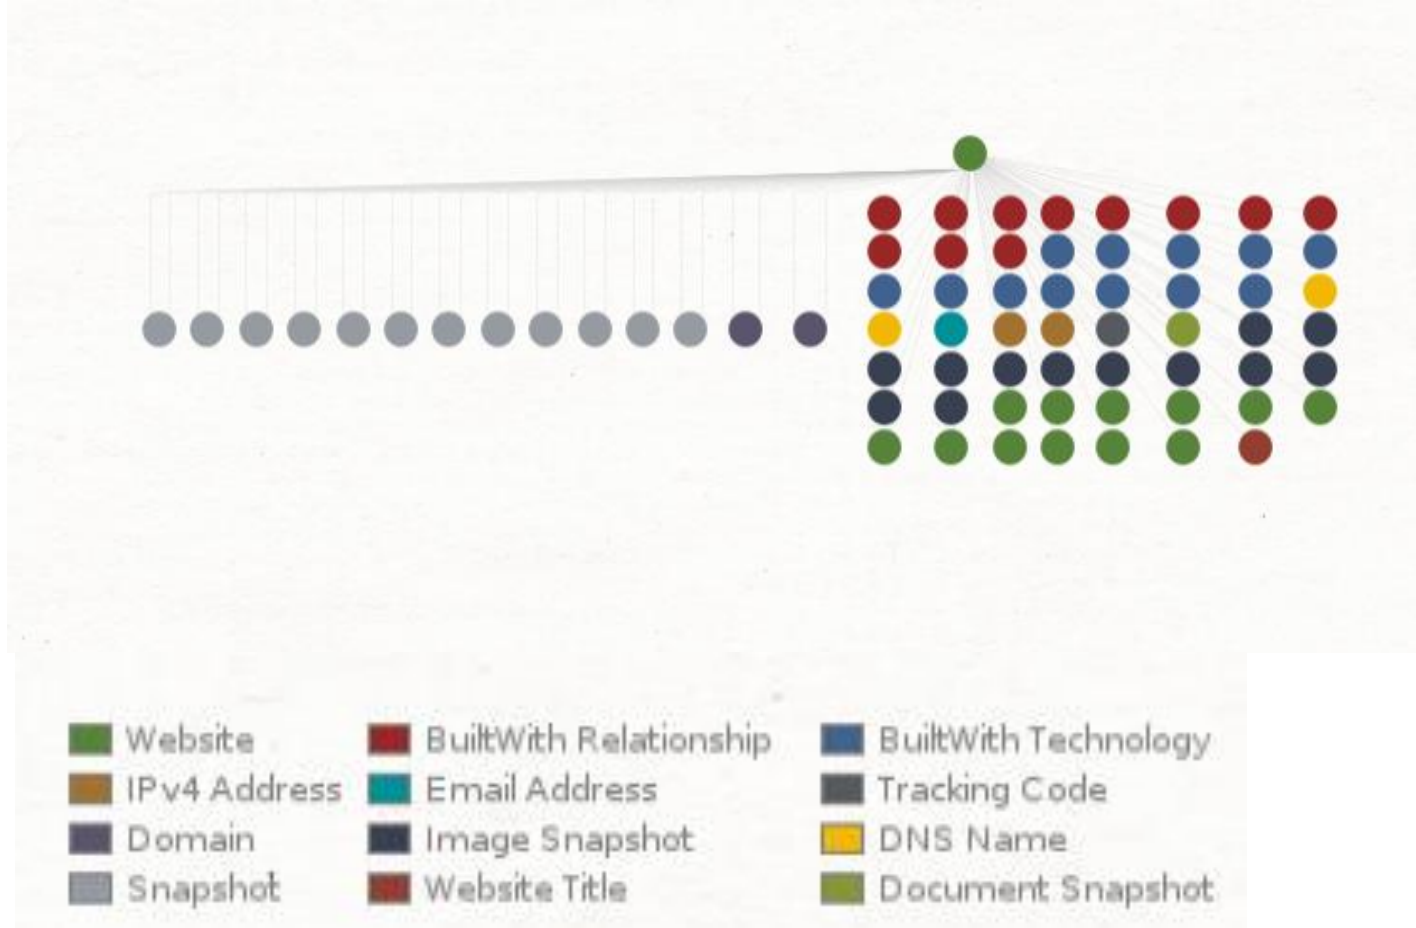 Website BuiltWith Relationship BuiltWith Technology
IPv4 Address Email Address Tracking Code
Domain Image Snapshot DNS Name
Snapshot Website Title Document Snapshot